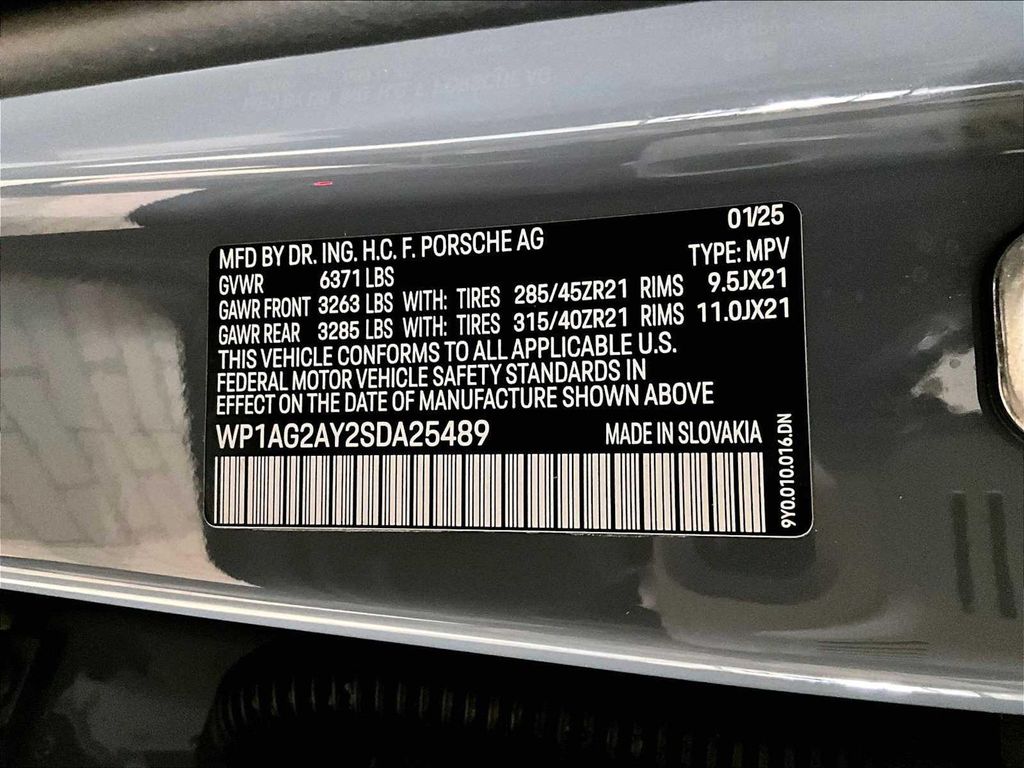 01/25
MFD BY DR. ING. H.C. F. PORSCHE AG
TYPE: MPV
GVWR 6371 LBS
GAWR FRONT 3263 LBS WITH: TIRES 285/45ZR21 RIMS 9.5JX21
GAWR REAR 3285 LBS WITH: TIRES 315/40ZR21 RIMS 11.0JX21
THIS VEHICLE CONFORMS TO ALL APPLICABLE U.S.
FEDERAL MOTOR VEHICLE SAFETY STANDARDS IN
EFFECT ON THE DATE OF MANUFACTURE SHOWN ABOVE
WP1AG2AY2SDA25489 MADE IN SLOVAKIA
9Y0.010.016.DN